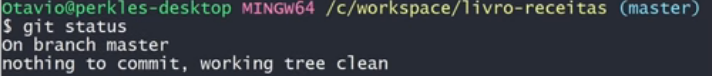 Otavio@perkles-desktop MINGW64 /c/workspace/livro-receitas (master)
$ git status
On branch master
nothing to commit, working tree clean